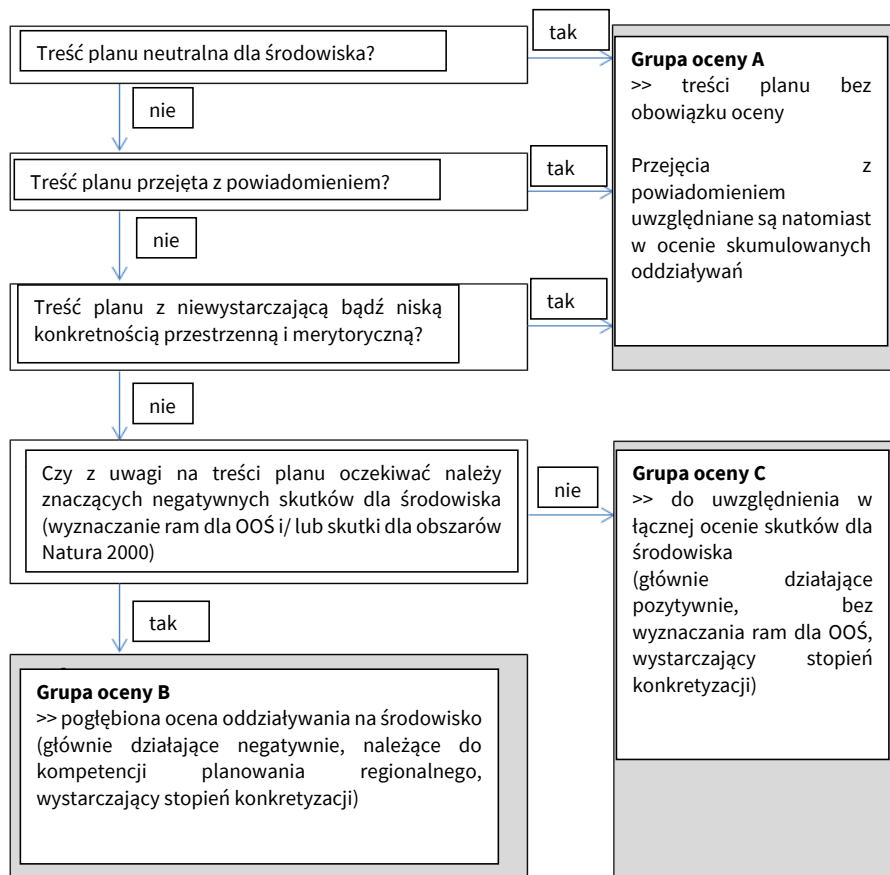 Treść planu neutralna dla środowiska?
tak
nie
Treść planu przejęta z powiadomieniem?
tak
nie
Treść planu z niewystarczającą bądź niską
konkretnością przestrzenną i merytoryczną?
tak
nie
Grupa oceny A
>> treści planu bez
obowiązku oceny
Przejęcia z
powiadomieniem
uwzględniane są natomiast
w ocenie skumulowanych
oddziaływań
Czy z uwagi na treści planu oczekiwać należy
znaczących negatywnych skutków dla środowiska
(wyznaczanie ram dla OOŚ i/ lub skutki dla obszarów
Natura 2000)
nie
tak
Grupa oceny C
>> do uwzględnienia w
łącznej ocenie skutków dla
środowiska
(głównie działające
pozytywnie, bez
wyznaczania ram dla OOŚ,
wystarczający stopień
konkretyzacji)
Grupa oceny B
>> pogłębiona ocena oddziaływania na środowisko
(głównie działające negatywnie, należące do
kompetencji planowania regionalnego,
wystarczający stopień konkretyzacji)